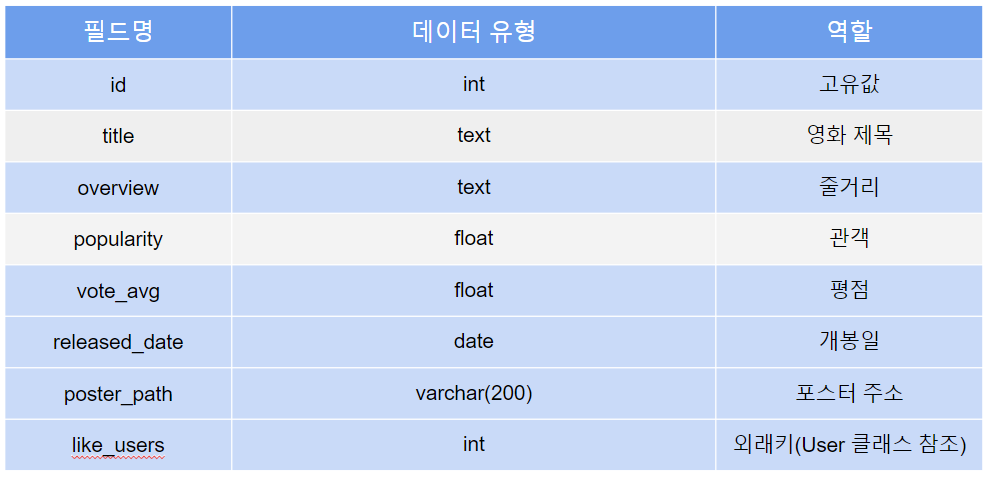 필드명 데이터 유형 역할
id int 고유값
title text 영화 제목
overview text 줄거리
popularity float 관객
vote_avg float 평점
released_date date 개봉일
poster_path varchar(200) 포스터 주소
like_users int 외래키(User 클래스 참조)